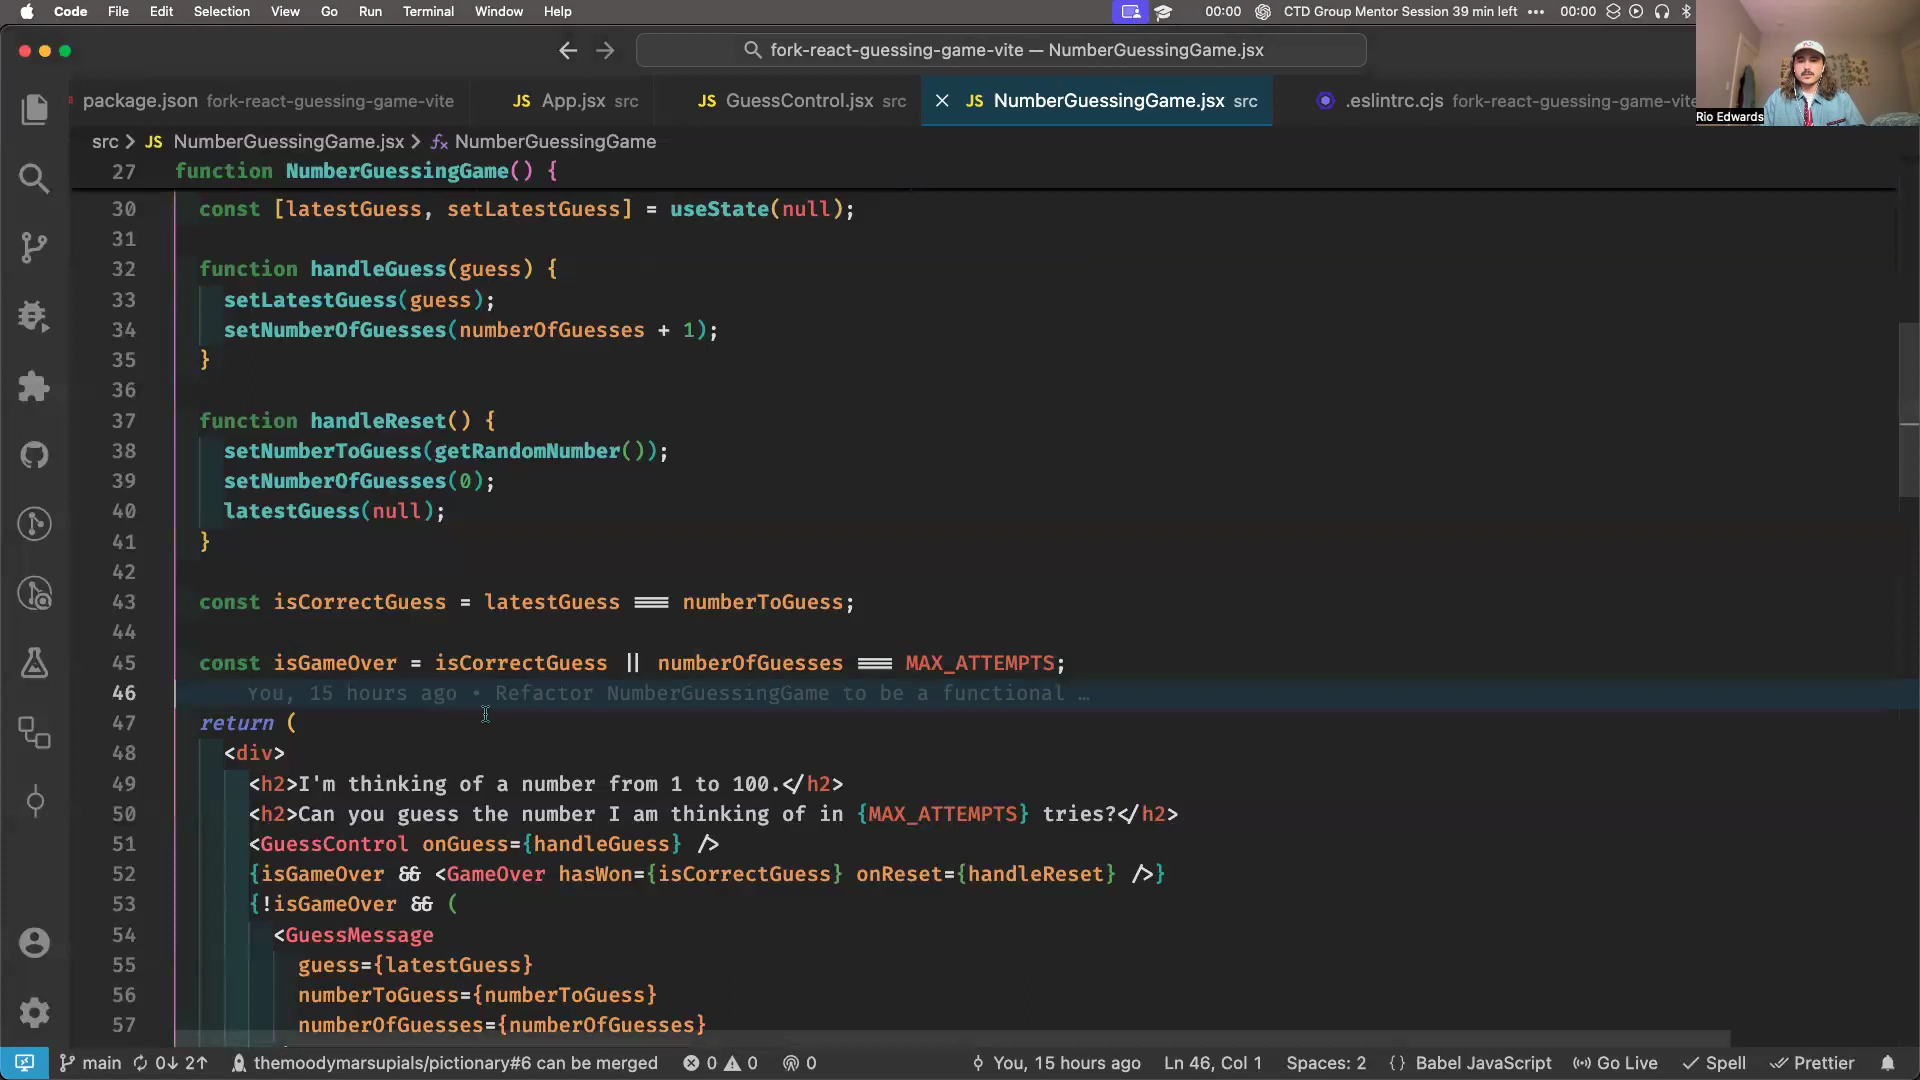 Code File Edit Selection View Go Run Terminal Window Help 00:00 CTD Group Mentor Session 39 min left ••• 00:00
fork-react-guessing-game-vite — NumberGuessingGame.jsx
package.json fork-react-guessing-game-vite JS App.jsx src JS GuessControl.jsx src JS NumberGuessingGame.jsx src .eslintrc.cjs fork-react-guessing-game-vite
Rio Edwards
src > JS NumberGuessingGame.jsx > fx NumberGuessingGame
27 function NumberGuessingGame() {
30 const [latestGuess, setLatestGuess] = useState(null);
31
32 function handleGuess(guess) {
33 setLatestGuess(guess);
34 setNumberOfGuesses(numberOfGuesses + 1);
35 }
36
37 function handleReset() {
38 setNumberToGuess(getRandomNumber());
39 setNumberOfGuesses(0);
40 latestGuess(null);
41 }
42
43 const isCorrectGuess = latestGuess === numberToGuess;
44
45 const isGameOver = isCorrectGuess || numberOfGuesses === MAX_ATTEMPTS;
46 You, 15 hours ago • Refactor NumberGuessingGame to be a functional …
47 return (
48 <div>
49 <h2>I'm thinking of a number from 1 to 100.</h2>
50 <h2>Can you guess the number I am thinking of in {MAX_ATTEMPTS} tries?</h2>
51 <GuessControl onGuess={handleGuess} />
52 {isGameOver && <GameOver hasWon={isCorrectGuess} onReset={handleReset} />}
53 {!isGameOver && (
54 <GuessMessage
55 guess={latestGuess}
56 numberToGuess={numberToGuess}
57 numberOfGuesses={numberOfGuesses}
main 0↓ 2↑ themoodymarsupials/pictionary#6 can be merged 0 0 0 You, 15 hours ago Ln 46, Col 1 Spaces: 2 {} Babel JavaScript Go Live Spell Prettier